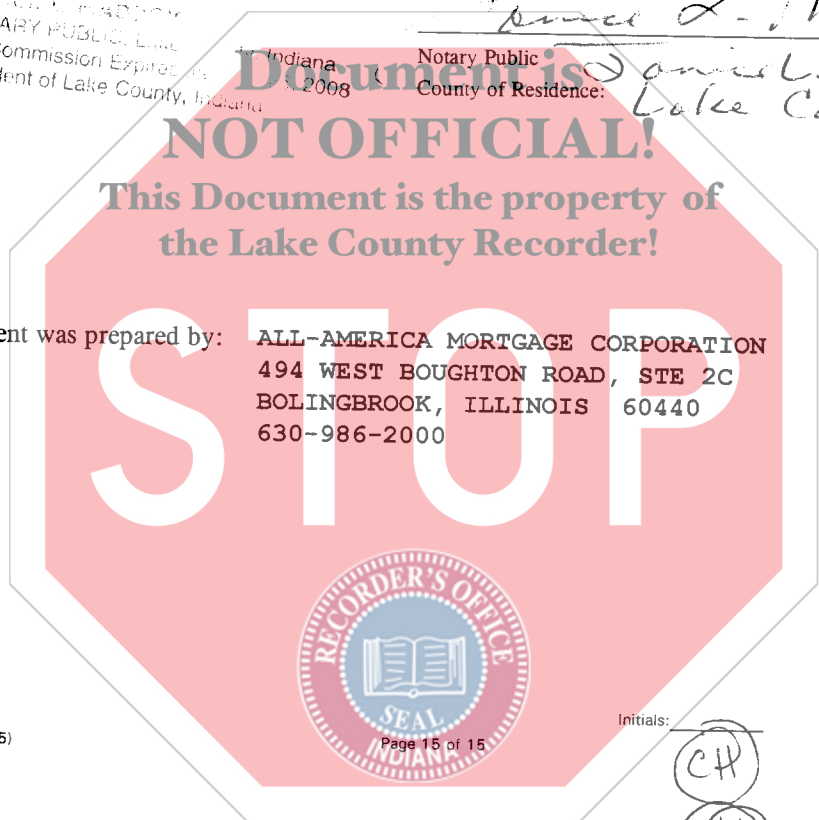 ARY PUBLIC, Indiana
ommission Expires 2008
ent of Lake County, Indiana
Notary Public
County of Residence: Lake
Document is
NOT OFFICIAL!
This Document is the property of
the Lake County Recorder!
STOP
ent was prepared by: ALL-AMERICA MORTGAGE CORPORATION
494 WEST BOUGHTON ROAD, STE 2C
BOLINGBROOK, ILLINOIS 60440
630-986-2000
RECORDER'S OFFICE
SEAL
INDIANA
5)
Page 15 of 15
Initials:
CH